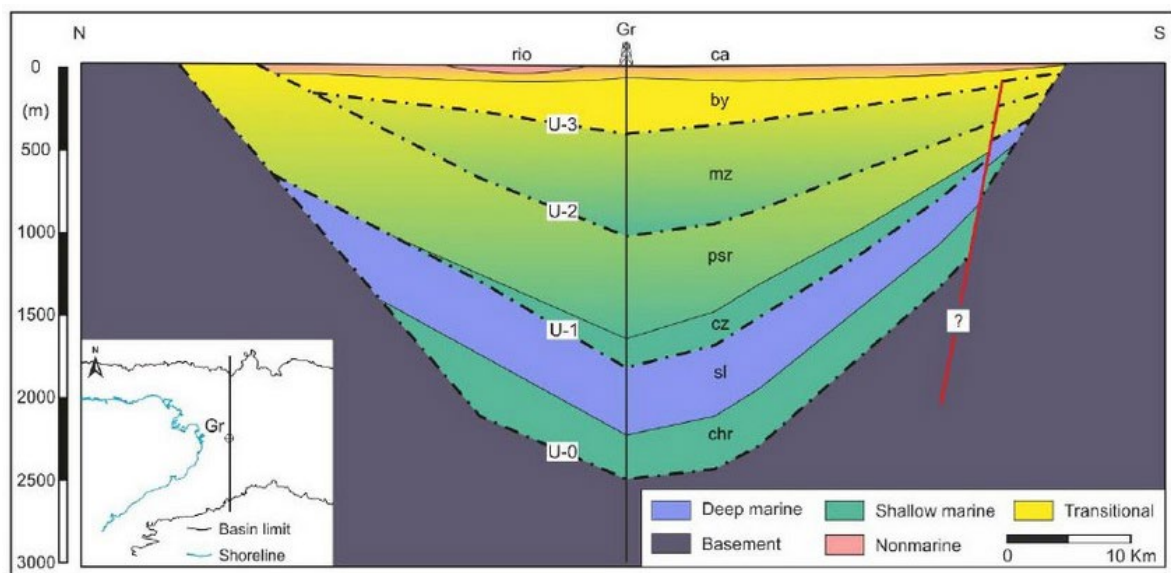 N
Gr
S
rio
ca
0
(m)
500
1000
1500
2000
2500
3000
by
U-3
mz
U-2
psr
cz
U-1
sl
chr
U-0
?
N
Gr
Basin limit
Shoreline
Deep marine
Shallow marine
Transitional
Basement
Nonmarine
0
10 Km